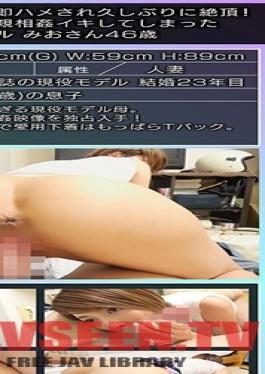 即ハメされ久しぶりに絶頂!
相姦イキしてしまった
ル みおさん46歳
cm(G) W:59cm H:89cm
属性 人妻
誌の現役モデル 結婚23年目
歳)の息子
ぎる現役モデル母。
姦映像を独占入手!
で愛用下着はもっぱらTバック。
VSEEN.TV
FREE JAV LIBRARY